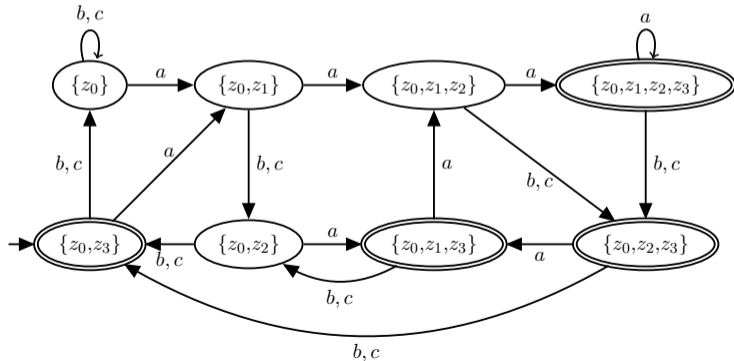 b, c
a
{z₀}
a
{z₀,z₁}
a
{z₀,z₁,z₂}
a
{z₀,z₁,z₂,z₃}
b, c
a
b, c
a
b, c
b, c
{z₀,z₃}
b, c
{z₀,z₂}
a
{z₀,z₁,z₃}
a
{z₀,z₂,z₃}
b, c
b, c